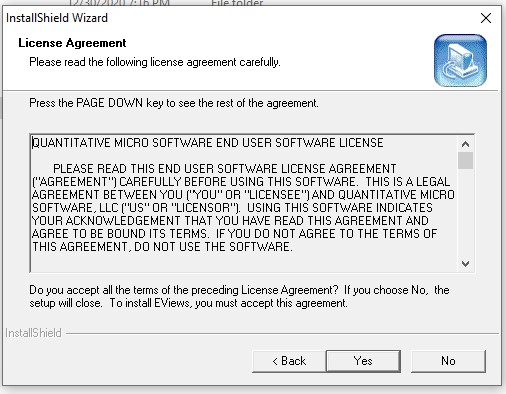 12/30/2020 7:16 PM File folder
InstallShield Wizard
License Agreement
Please read the following license agreement carefully.
Press the PAGE DOWN key to see the rest of the agreement.
QUANTITATIVE MICRO SOFTWARE END USER SOFTWARE LICENSE
PLEASE READ THIS END USER SOFTWARE LICENSE AGREEMENT
("AGREEMENT") CAREFULLY BEFORE USING THIS SOFTWARE. THIS IS A LEGAL
AGREEMENT BETWEEN YOU ("YOU" OR "LICENSEE") AND QUANTITATIVE MICRO
SOFTWARE, LLC ("US" OR "LICENSOR"). USING THIS SOFTWARE INDICATES
YOUR ACKNOWLEDGEMENT THAT YOU HAVE READ THIS AGREEMENT AND
AGREE TO BE BOUND ITS TERMS. IF YOU DO NOT AGREE TO THE TERMS OF
THIS AGREEMENT, DO NOT USE THE SOFTWARE.
Do you accept all the terms of the preceding License Agreement? If you choose No, the
setup will close. To install EViews, you must accept this agreement.
InstallShield
< Back Yes No